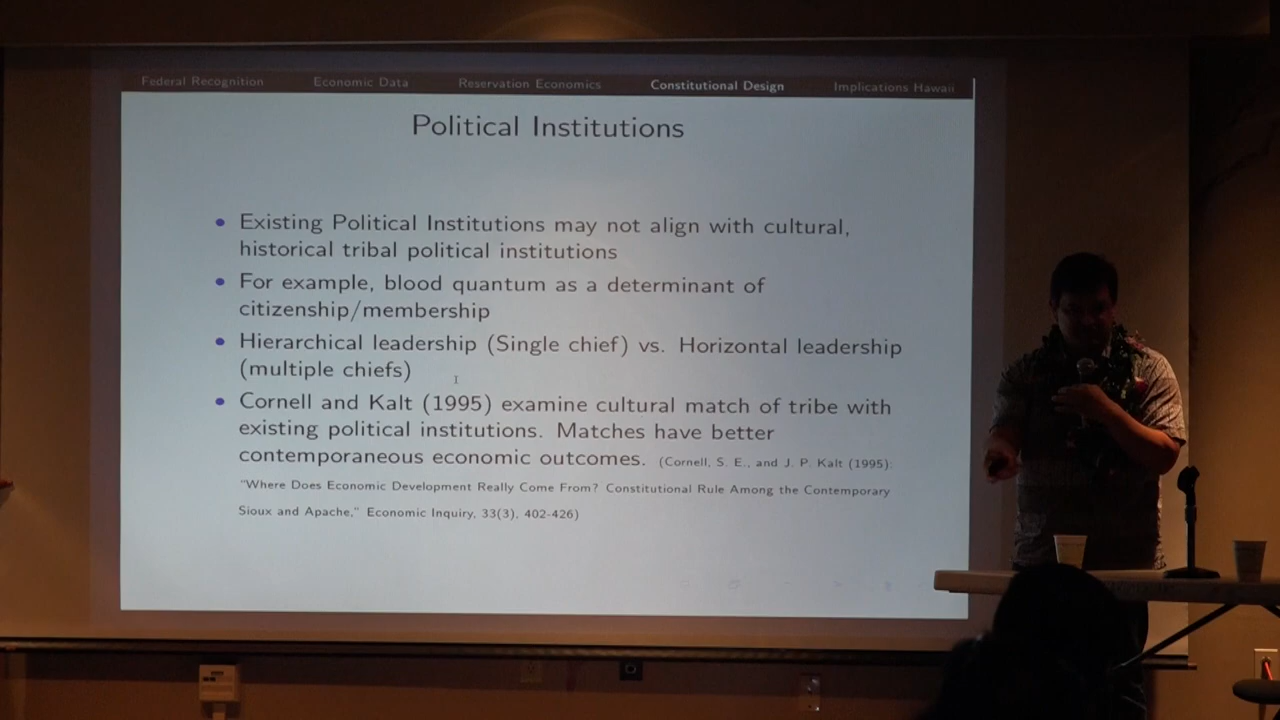 Federal Recognition Economic Data Reservation Economics Constitutional Design Implications Hawaii
Political Institutions
• Existing Political Institutions may not align with cultural,
historical tribal political institutions
• For example, blood quantum as a determinant of
citizenship/membership
• Hierarchical leadership (Single chief) vs. Horizontal leadership
(multiple chiefs)
• Cornell and Kalt (1995) examine cultural match of tribe with
existing political institutions. Matches have better
contemporaneous economic outcomes. (Cornell, S. E., and J. P. Kalt (1995):
"Where Does Economic Development Really Come From? Constitutional Rule Among the Contemporary
Sioux and Apache," Economic Inquiry, 33(3), 402-426)